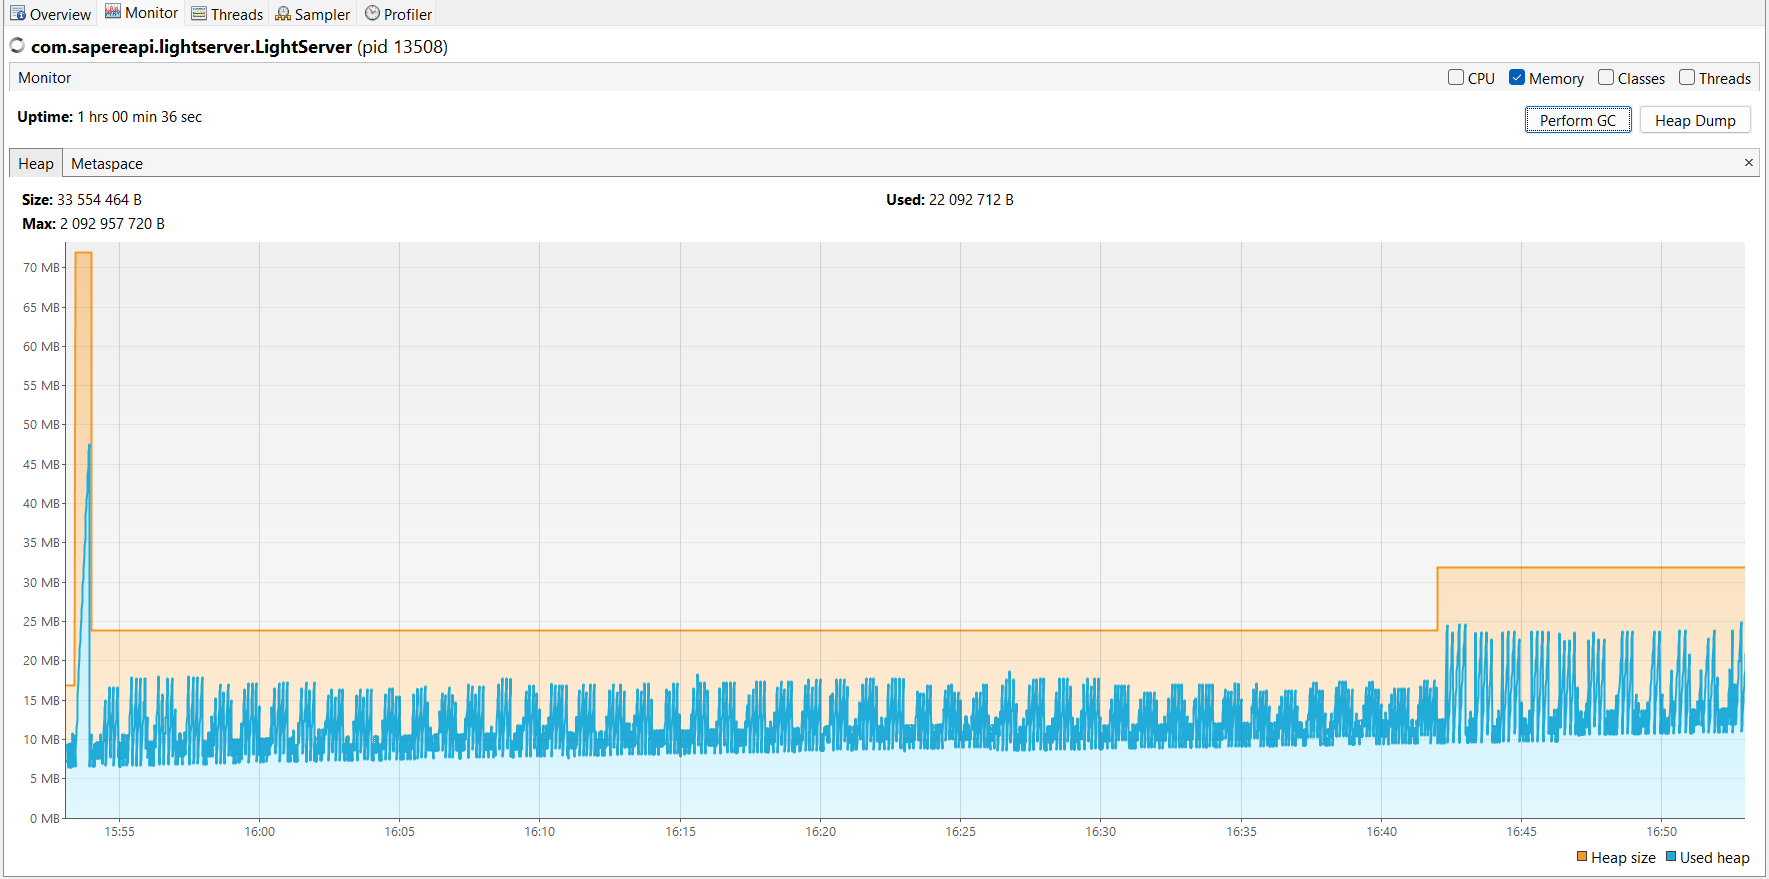 Overview Monitor Threads Sampler Profiler
com.sapereapi.lightserver.LightServer (pid 13508)
Monitor CPU Memory Classes Threads
Uptime: 1 hrs 00 min 36 sec
Perform GC Heap Dump
Heap Metaspace ×
Size: 33 554 464 B Used: 22 092 712 B
Max: 2 092 957 720 B
70 MB
65 MB
60 MB
55 MB
50 MB
45 MB
40 MB
35 MB
30 MB
25 MB
20 MB
15 MB
10 MB
5 MB
0 MB
15:55 16:00 16:05 16:10 16:15 16:20 16:25 16:30 16:35 16:40 16:45 16:50
Heap size Used heap